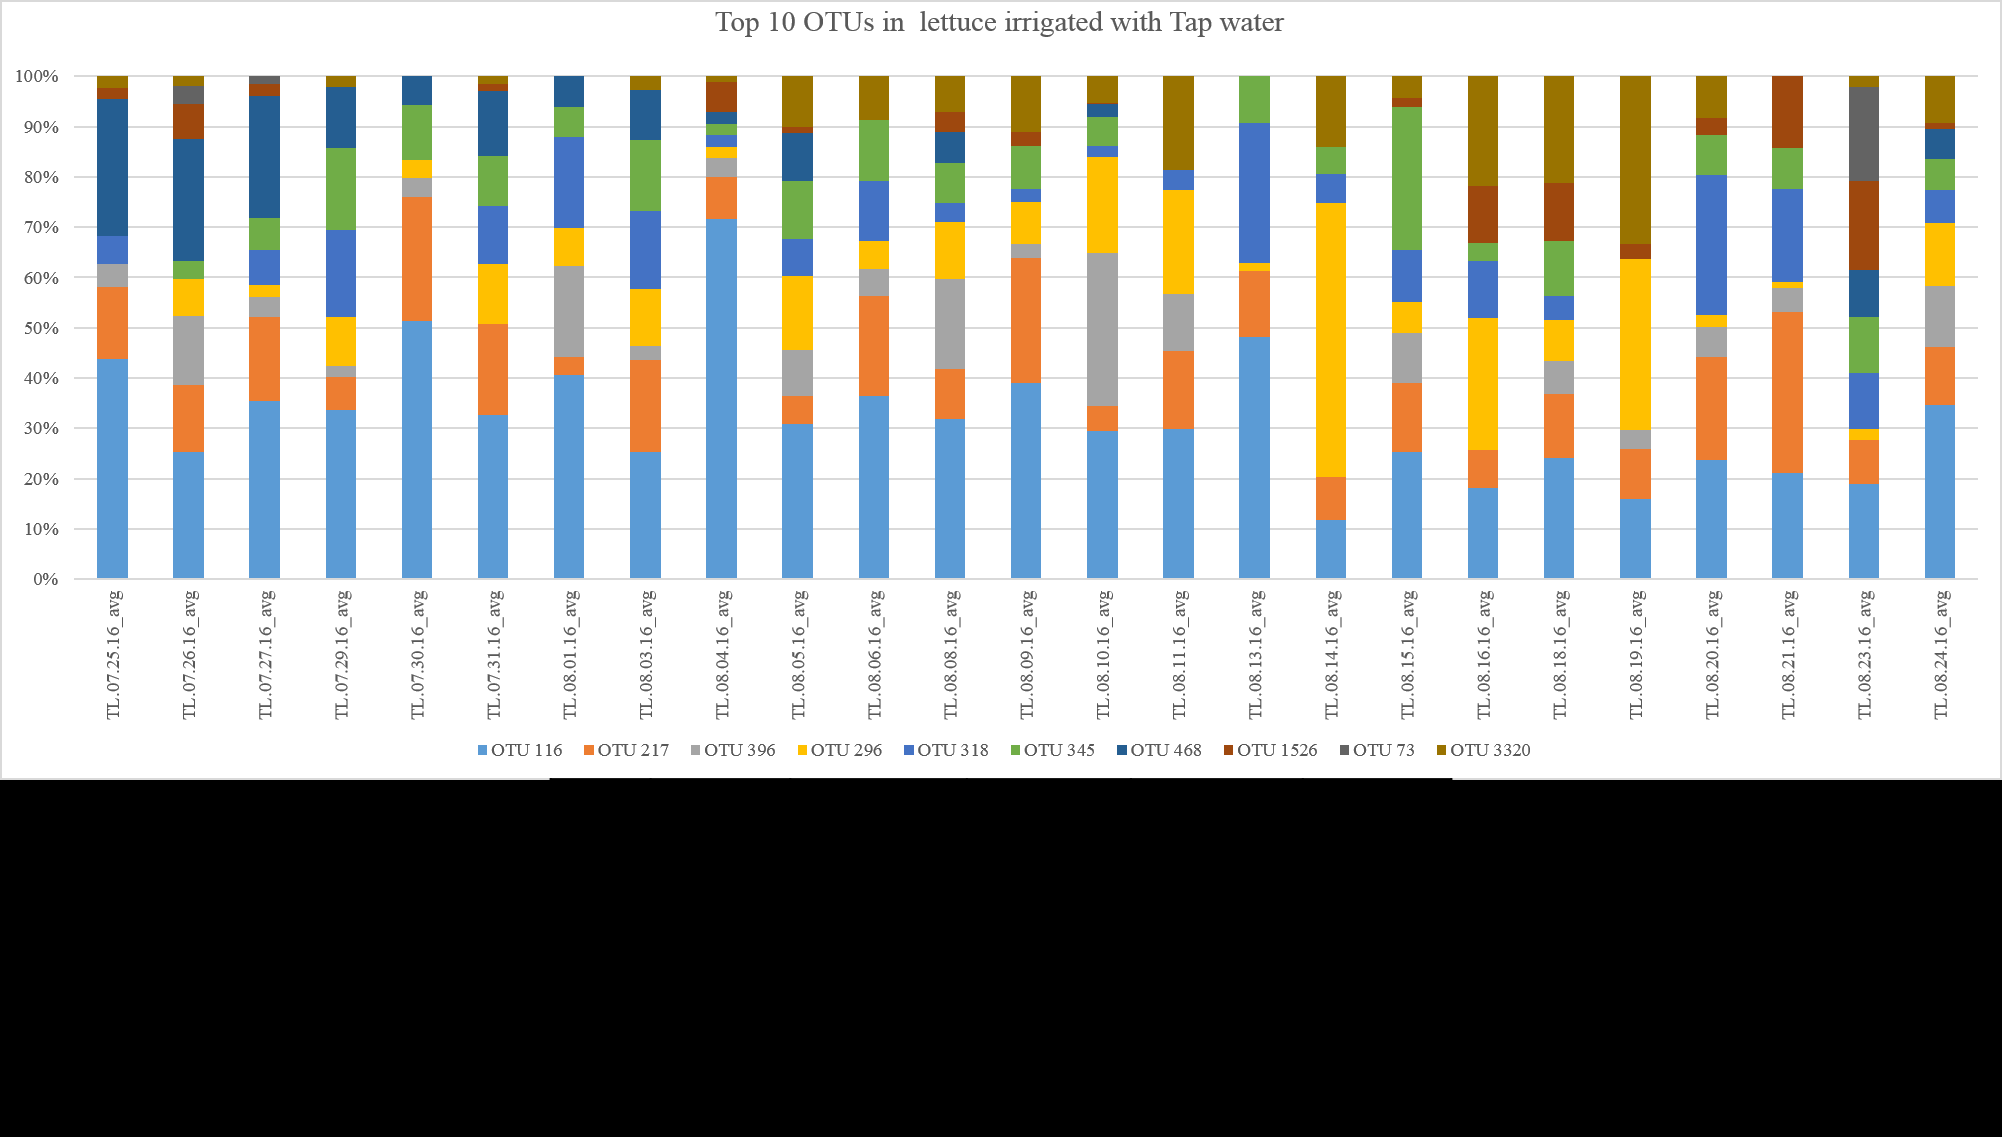 Top 10 OTUs in  lettuce irrigated with Tap water
100%
90%
80%
70%
60%
50%
40%
30%
20%
10%
0%
TL.07.25.16_avg
TL.07.26.16_avg
TL.07.27.16_avg
TL.07.29.16_avg
TL.07.30.16_avg
TL.07.31.16_avg
TL.08.01.16_avg
TL.08.03.16_avg
TL.08.04.16_avg
TL.08.05.16_avg
TL.08.06.16_avg
TL.08.08.16_avg
TL.08.09.16_avg
TL.08.10.16_avg
TL.08.11.16_avg
TL.08.13.16_avg
TL.08.14.16_avg
TL.08.15.16_avg
TL.08.16.16_avg
TL.08.18.16_avg
TL.08.19.16_avg
TL.08.20.16_avg
TL.08.21.16_avg
TL.08.23.16_avg
TL.08.24.16_avg
OTU 116 OTU 217 OTU 396 OTU 296 OTU 318 OTU 345 OTU 468 OTU 1526 OTU 73 OTU 3320